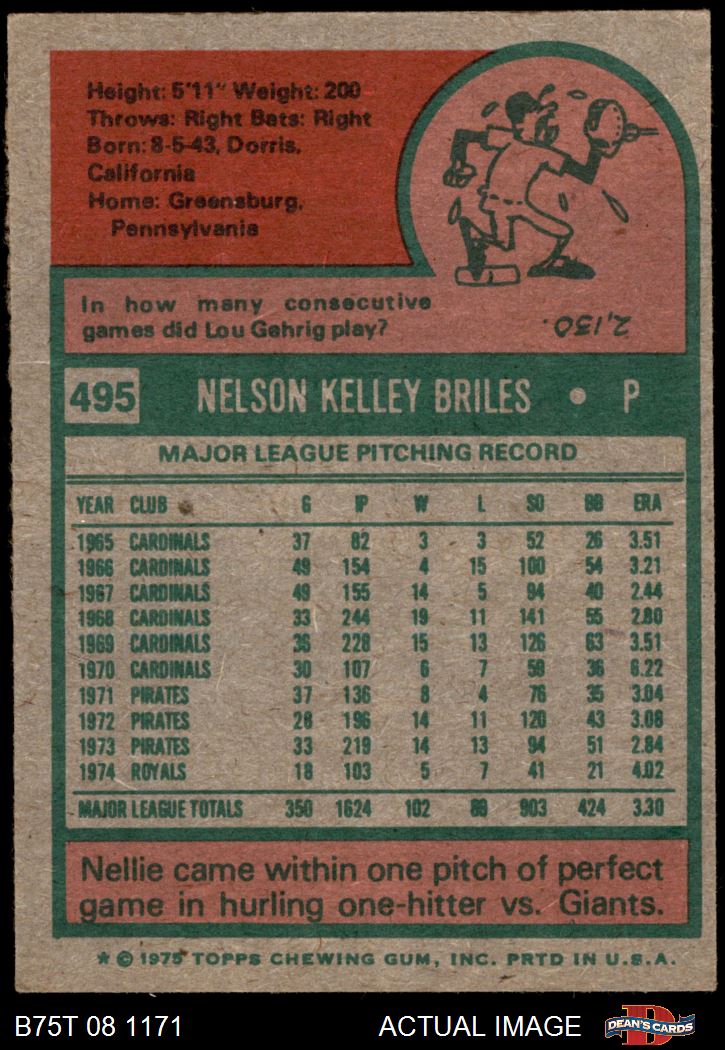 Height: 5'11" Weight: 200
Throws: Right Bats: Right
Born: 8-5-43, Dorris,
California
Home: Greensburg,
Pennsylvania
In how many consecutive
games did Lou Gehrig play?
2,130.
495 NELSON KELLEY BRILES • P
MAJOR LEAGUE PITCHING RECORD
YEAR CLUB G IP W L SO BB ERA
1965 CARDINALS 37 82 3 3 52 26 3.51
1966 CARDINALS 49 154 4 15 100 54 3.21
1967 CARDINALS 49 155 14 5 94 40 2.44
1968 CARDINALS 33 244 19 11 141 55 2.80
1969 CARDINALS 36 228 15 13 126 63 3.51
1970 CARDINALS 30 107 6 7 59 36 6.22
1971 PIRATES 37 136 8 4 76 35 3.04
1972 PIRATES 28 196 14 11 120 43 3.08
1973 PIRATES 33 219 14 13 94 51 2.84
1974 ROYALS 18 103 5 7 41 21 4.02
MAJOR LEAGUE TOTALS 350 1624 102 89 903 424 3.30
Nellie came within one pitch of perfect
game in hurling one-hitter vs. Giants.
* © 1975 TOPPS CHEWING GUM, INC. PRTD IN U.S.A.
B75T 08 1171 ACTUAL IMAGE DEAN'S CARDS